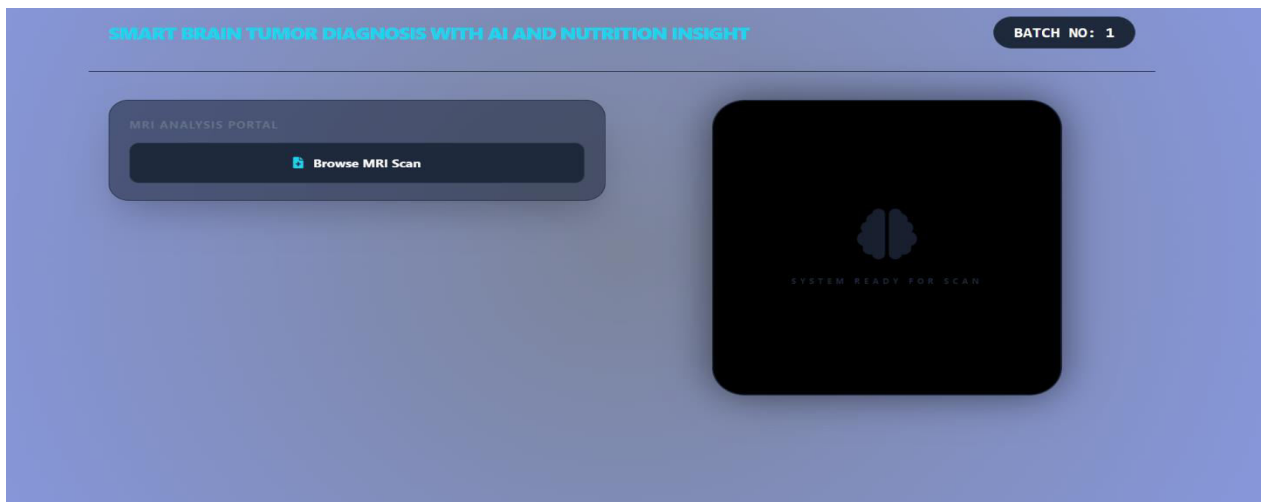 SMART BRAIN TUMOR DIAGNOSIS WITH AI AND NUTRITION INSIGHT
BATCH NO: 1
MRI ANALYSIS PORTAL
Browse MRI Scan
SYSTEM READY FOR SCAN